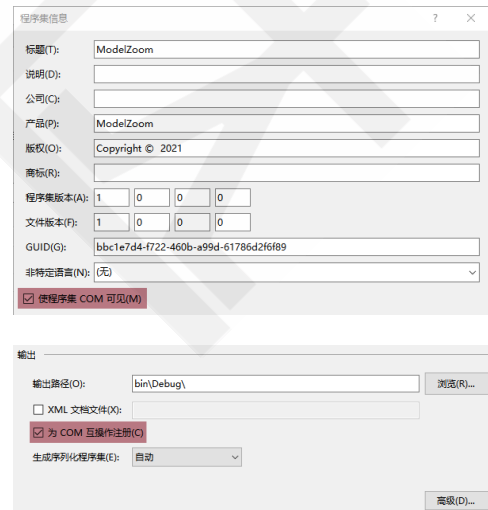 程序集信息 ? ×
标题(T): ModelZoom
说明(D):
公司(C):
产品(P): ModelZoom
版权(O): Copyright © 2021
商标(R):
程序集版本(A): 1 0 0 0
文件版本(F): 1 0 0 0
GUID(G): bbc1e7d4-f722-460b-a99d-61786d2f6f89
非特定语言(N): (无)
使程序集 COM 可见(M)
输出
输出路径(O): bin\Debug\ 浏览(R)...
XML 文档文件(X):
为 COM 互操作注册(C)
生成序列化程序集(E): 自动
高级(D)...